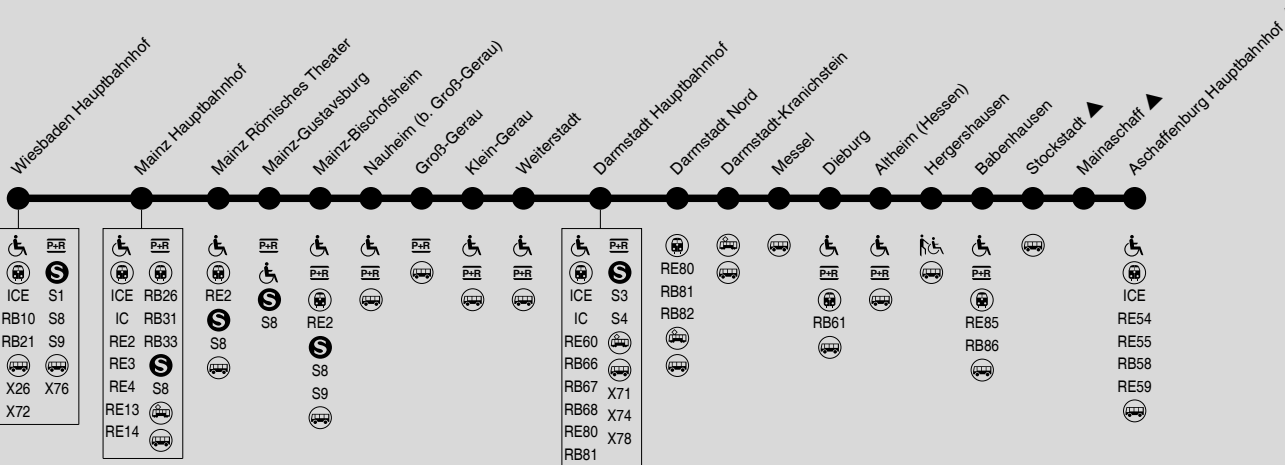 Wiesbaden Hauptbahnhof
Mainz Hauptbahnhof
Mainz Römisches Theater
Mainz-Gustavsburg
Mainz-Bischofsheim
Nauheim (b. Groß-Gerau)
Groß-Gerau
Klein-Gerau
Weiterstadt
Darmstadt Hauptbahnhof
Darmstadt Nord
Darmstadt-Kranichstein
Messel
Dieburg
Altheim (Hessen)
Hergershausen
Babenhausen
Stockstadt
Mainaschaff
Aschaffenburg Hauptbahnhof
P+R
S
ICE S1
RB10 S8
RB21 S9
X26 X76
X72
P+R
ICE RB26
IC RB31
RE2 RB33
RE3 S
RE4 S8
RE13
RE14
RE2
S
S8
P+R
S
S8
P+R
RE2
S
S8
S9
P+R
P+R
P+R
P+R
P+R
S
ICE S3
IC S4
RE60
RB66
RB67 X71
RB68 X74
RE80 X78
RB81
RE80
RB81
RB82
P+R
RB61
P+R
P+R
RE85
RB86
ICE
RE54
RE55
RB58
RE59